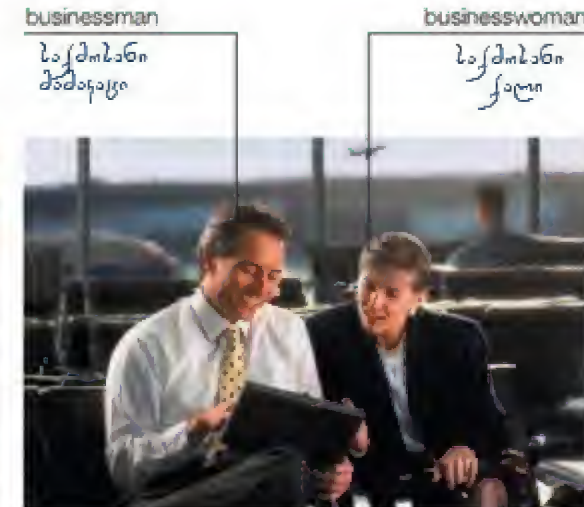 businessman
businesswoman
საქმოსანი
მამაკაცი
საქმოსანი
ქალი